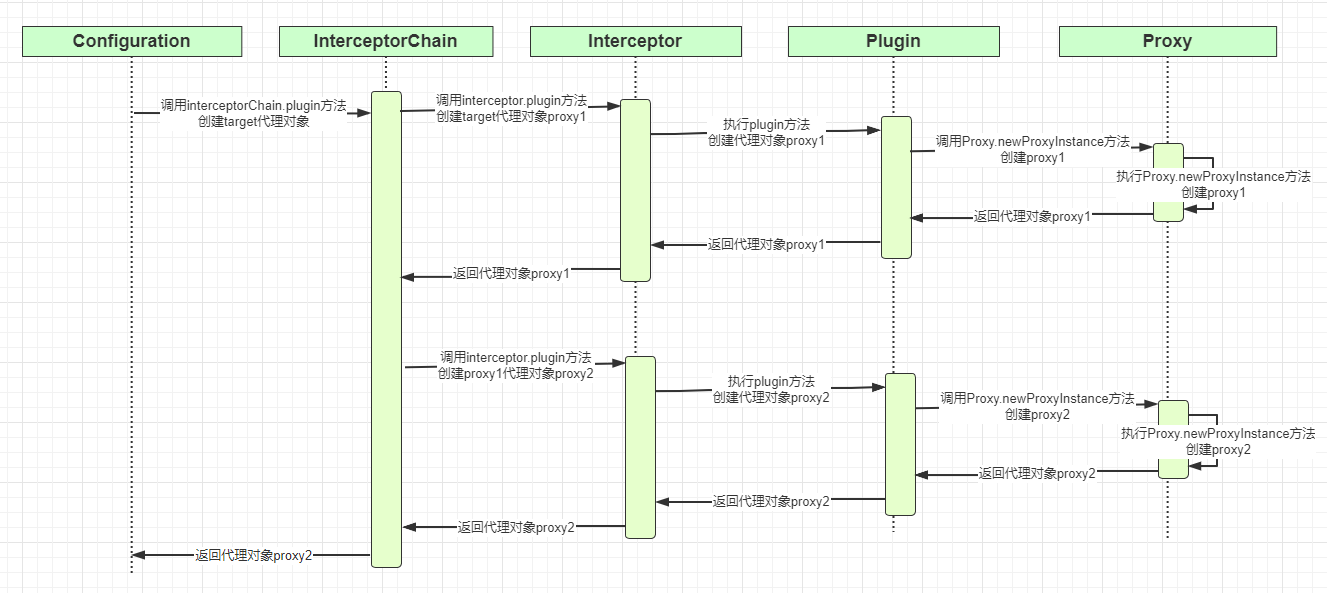 Configuration
InterceptorChain
Interceptor
Plugin
Proxy
调用interceptorChain.plugin方法
创建target代理对象
调用interceptor.plugin方法
创建target代理对象proxy1
执行plugin方法
创建代理对象proxy1
调用Proxy.newProxyInstance方法
创建proxy1
执行Proxy.newProxyInstance方法
创建proxy1
返回代理对象proxy1
返回代理对象proxy1
返回代理对象proxy1
调用interceptor.plugin方法
创建proxy1代理对象proxy2
执行plugin方法
创建代理对象proxy2
调用Proxy.newProxyInstance方法
创建proxy2
执行Proxy.newProxyInstance方法
创建proxy2
返回代理对象proxy2
返回代理对象proxy2
返回代理对象proxy2
返回代理对象proxy2